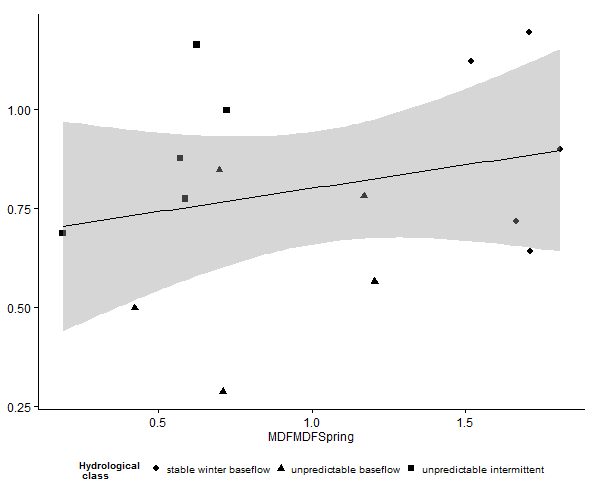 1.00
0.75
0.50
0.25
0.5 1.0 1.5
MDFMDFSpring
Hydrological
class
stable winter baseflow unpredictable baseflow unpredictable intermittent